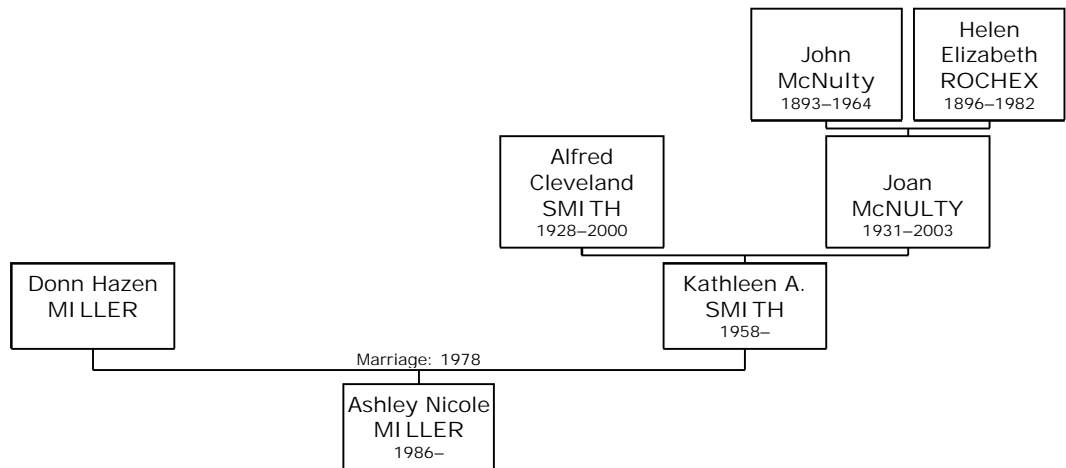 John
McNulty
1893–1964
Helen
Elizabeth
ROCHEX
1896–1982
Alfred
Cleveland
SMITH
1928–2000
Joan
McNULTY
1931–2003
Donn Hazen
MILLER
Kathleen A.
SMITH
1958–
Marriage: 1978
Ashley Nicole
MILLER
1986–